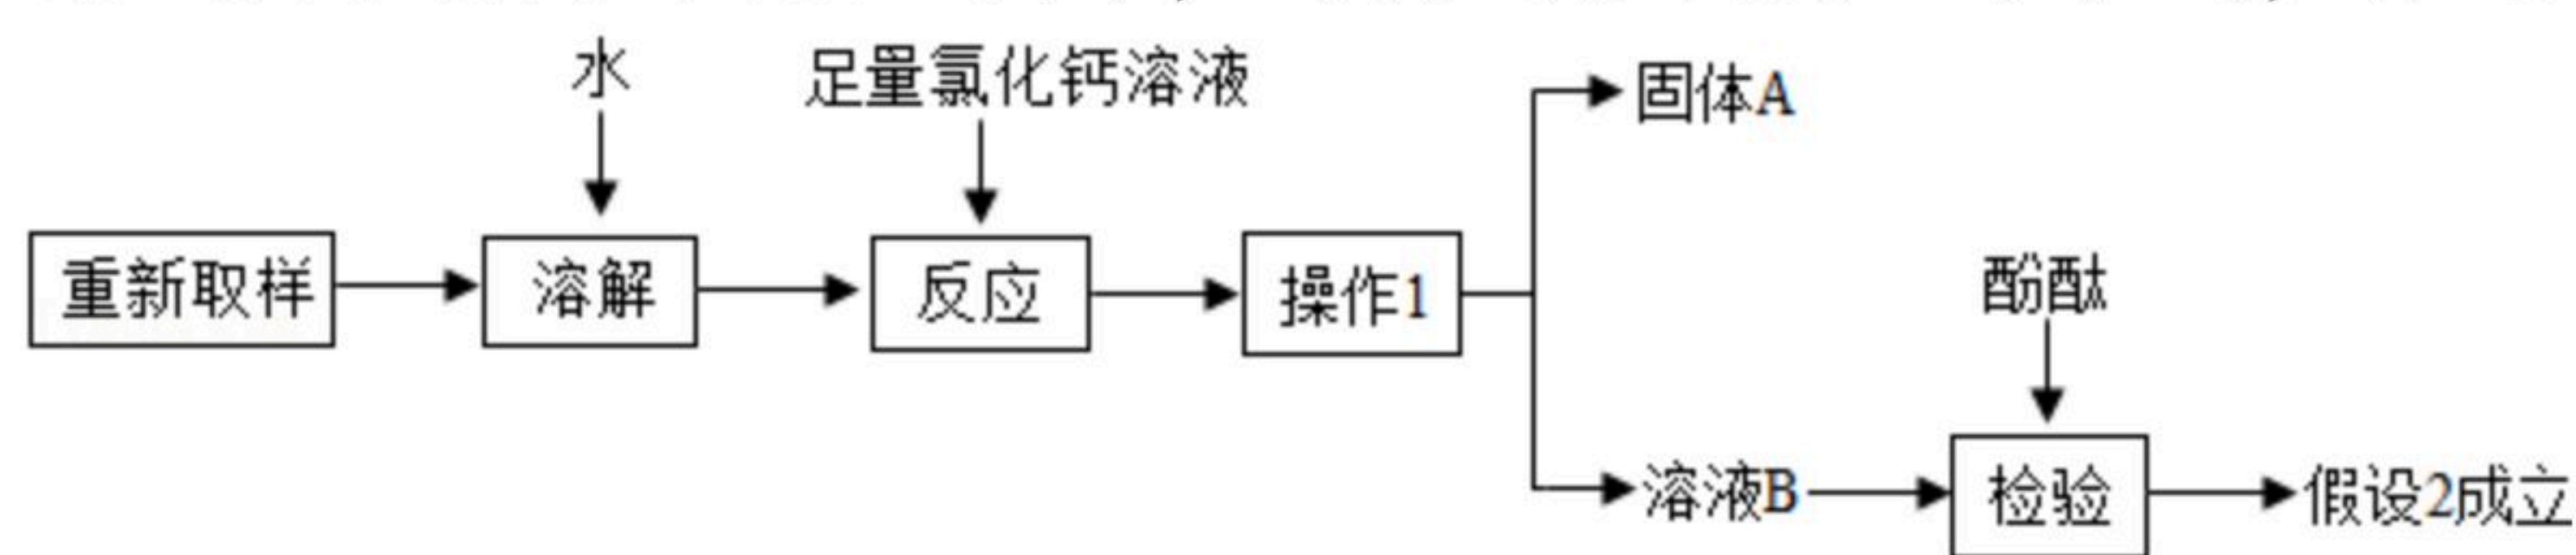 水
足量氯化钙溶液
固体A
重新取样
溶解
反应
操作1
酚酞
溶液B
检验
假设2成立